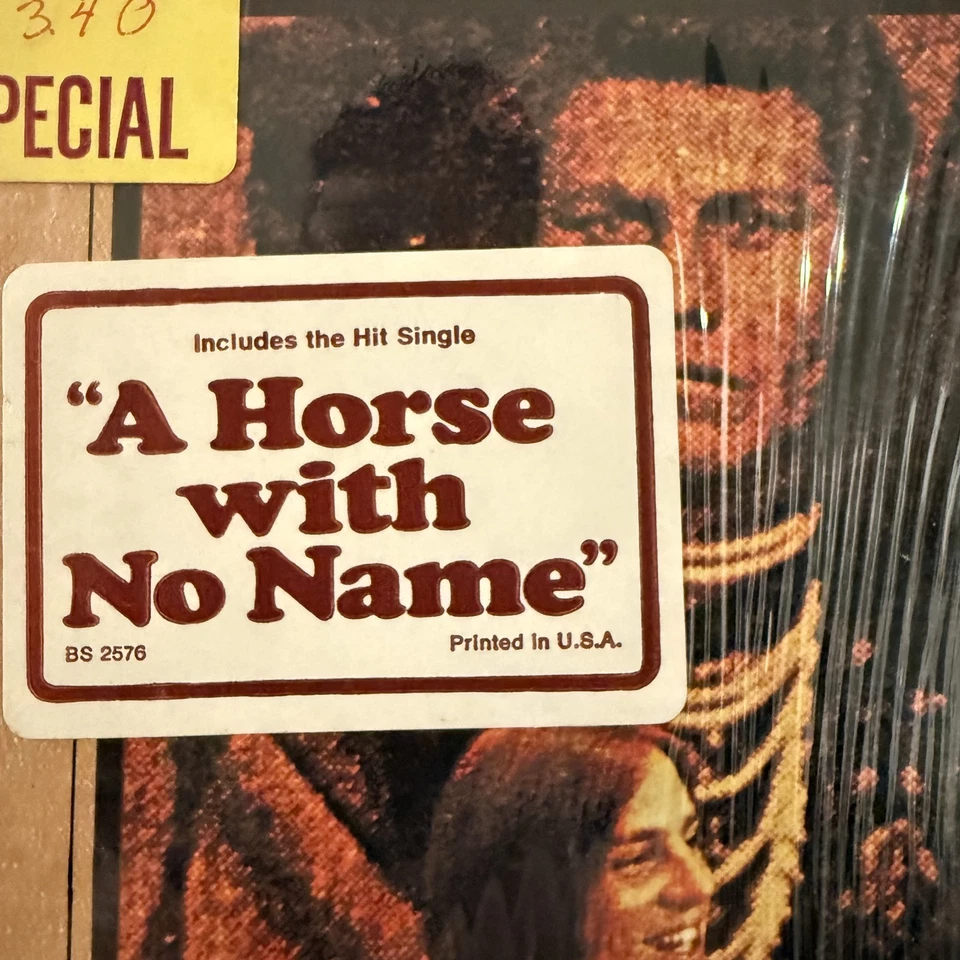 3.40
PECIAL
Includes the Hit Single
“A Horse
with
No Name”
BS 2576
Printed in U.S.A.